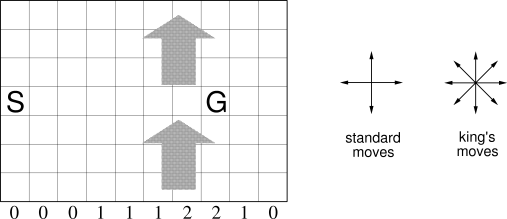 S G
0 0 0 1 1 1 2 2 1 0
standard
moves
king's
moves